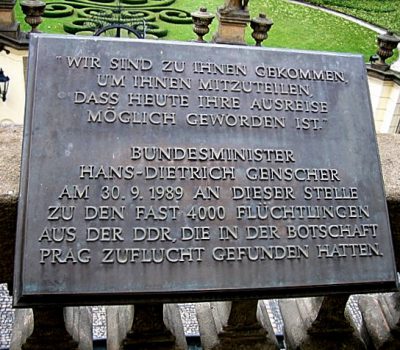 "WIR SIND ZU IHNEN GEKOMMEN,
UM IHNEN MITZUTEILEN,
DASS HEUTE IHRE AUSREISE
MÖGLICH GEWORDEN IST."
BUNDESMINISTER
HANS-DIETRICH GENSCHER
AM 30. 9. 1989 AN DIESER STELLE
ZU DEN FAST 4000 FLÜCHTLINGEN
AUS DER DDR, DIE IN DER BOTSCHAFT
PRAG ZUFLUCHT GEFUNDEN HATTEN.